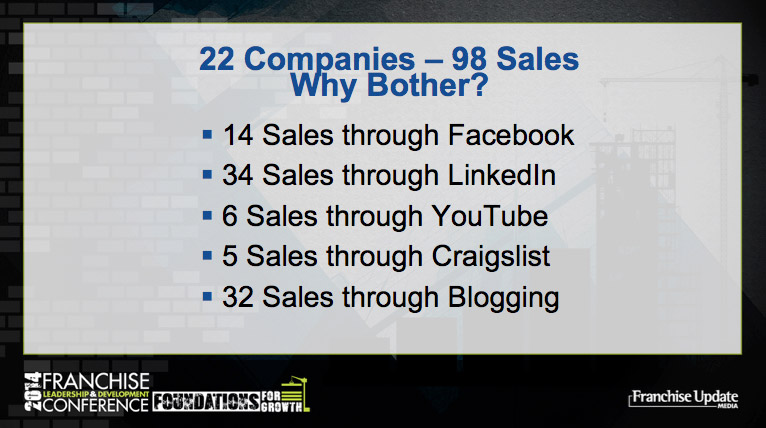 22 Companies – 98 Sales
Why Bother?
▪ 14 Sales through Facebook
▪ 34 Sales through LinkedIn
▪ 6 Sales through YouTube
▪ 5 Sales through Craigslist
▪ 32 Sales through Blogging
2014 FRANCHISE
LEADERSHIP & DEVELOPMENT
CONFERENCE
FOUNDATIONS FOR GROWTH
Franchise Update
MEDIA